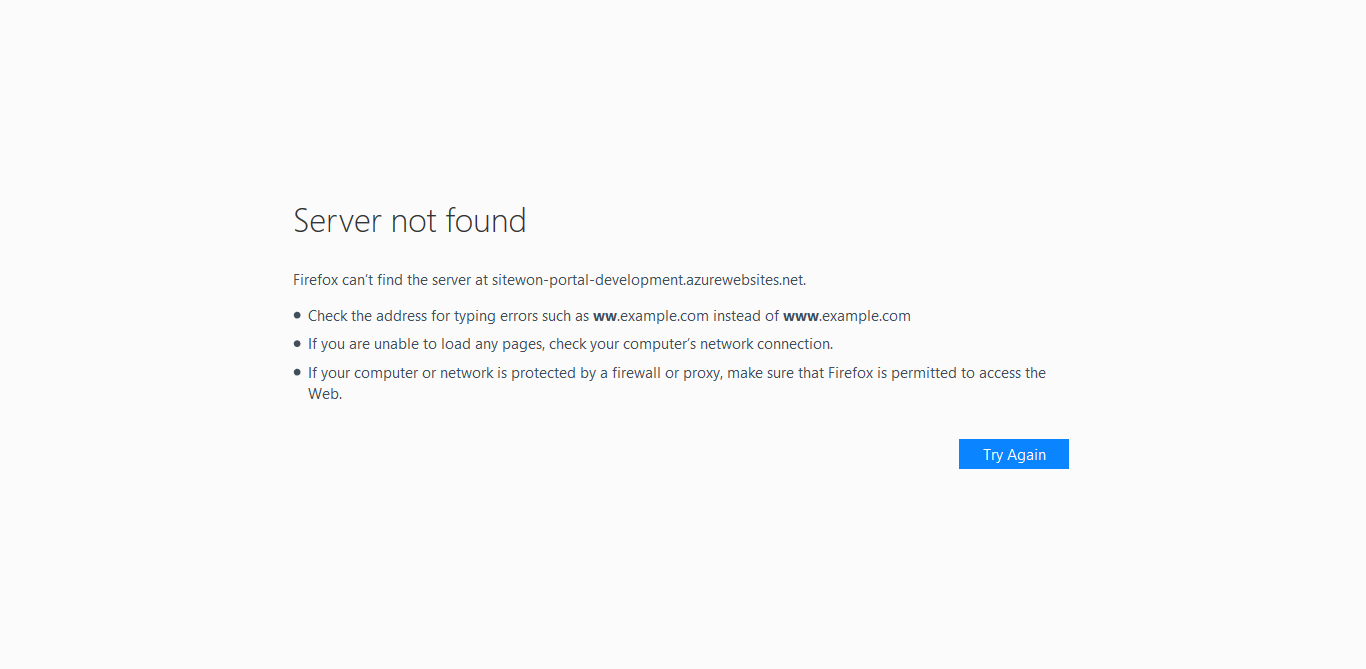 Server not found
Firefox can’t find the server at sitewon-portal-development.azurewebsites.net.
• Check the address for typing errors such as ww.example.com instead of www.example.com
• If you are unable to load any pages, check your computer’s network connection.
• If your computer or network is protected by a firewall or proxy, make sure that Firefox is permitted to access the
Web.
Try Again